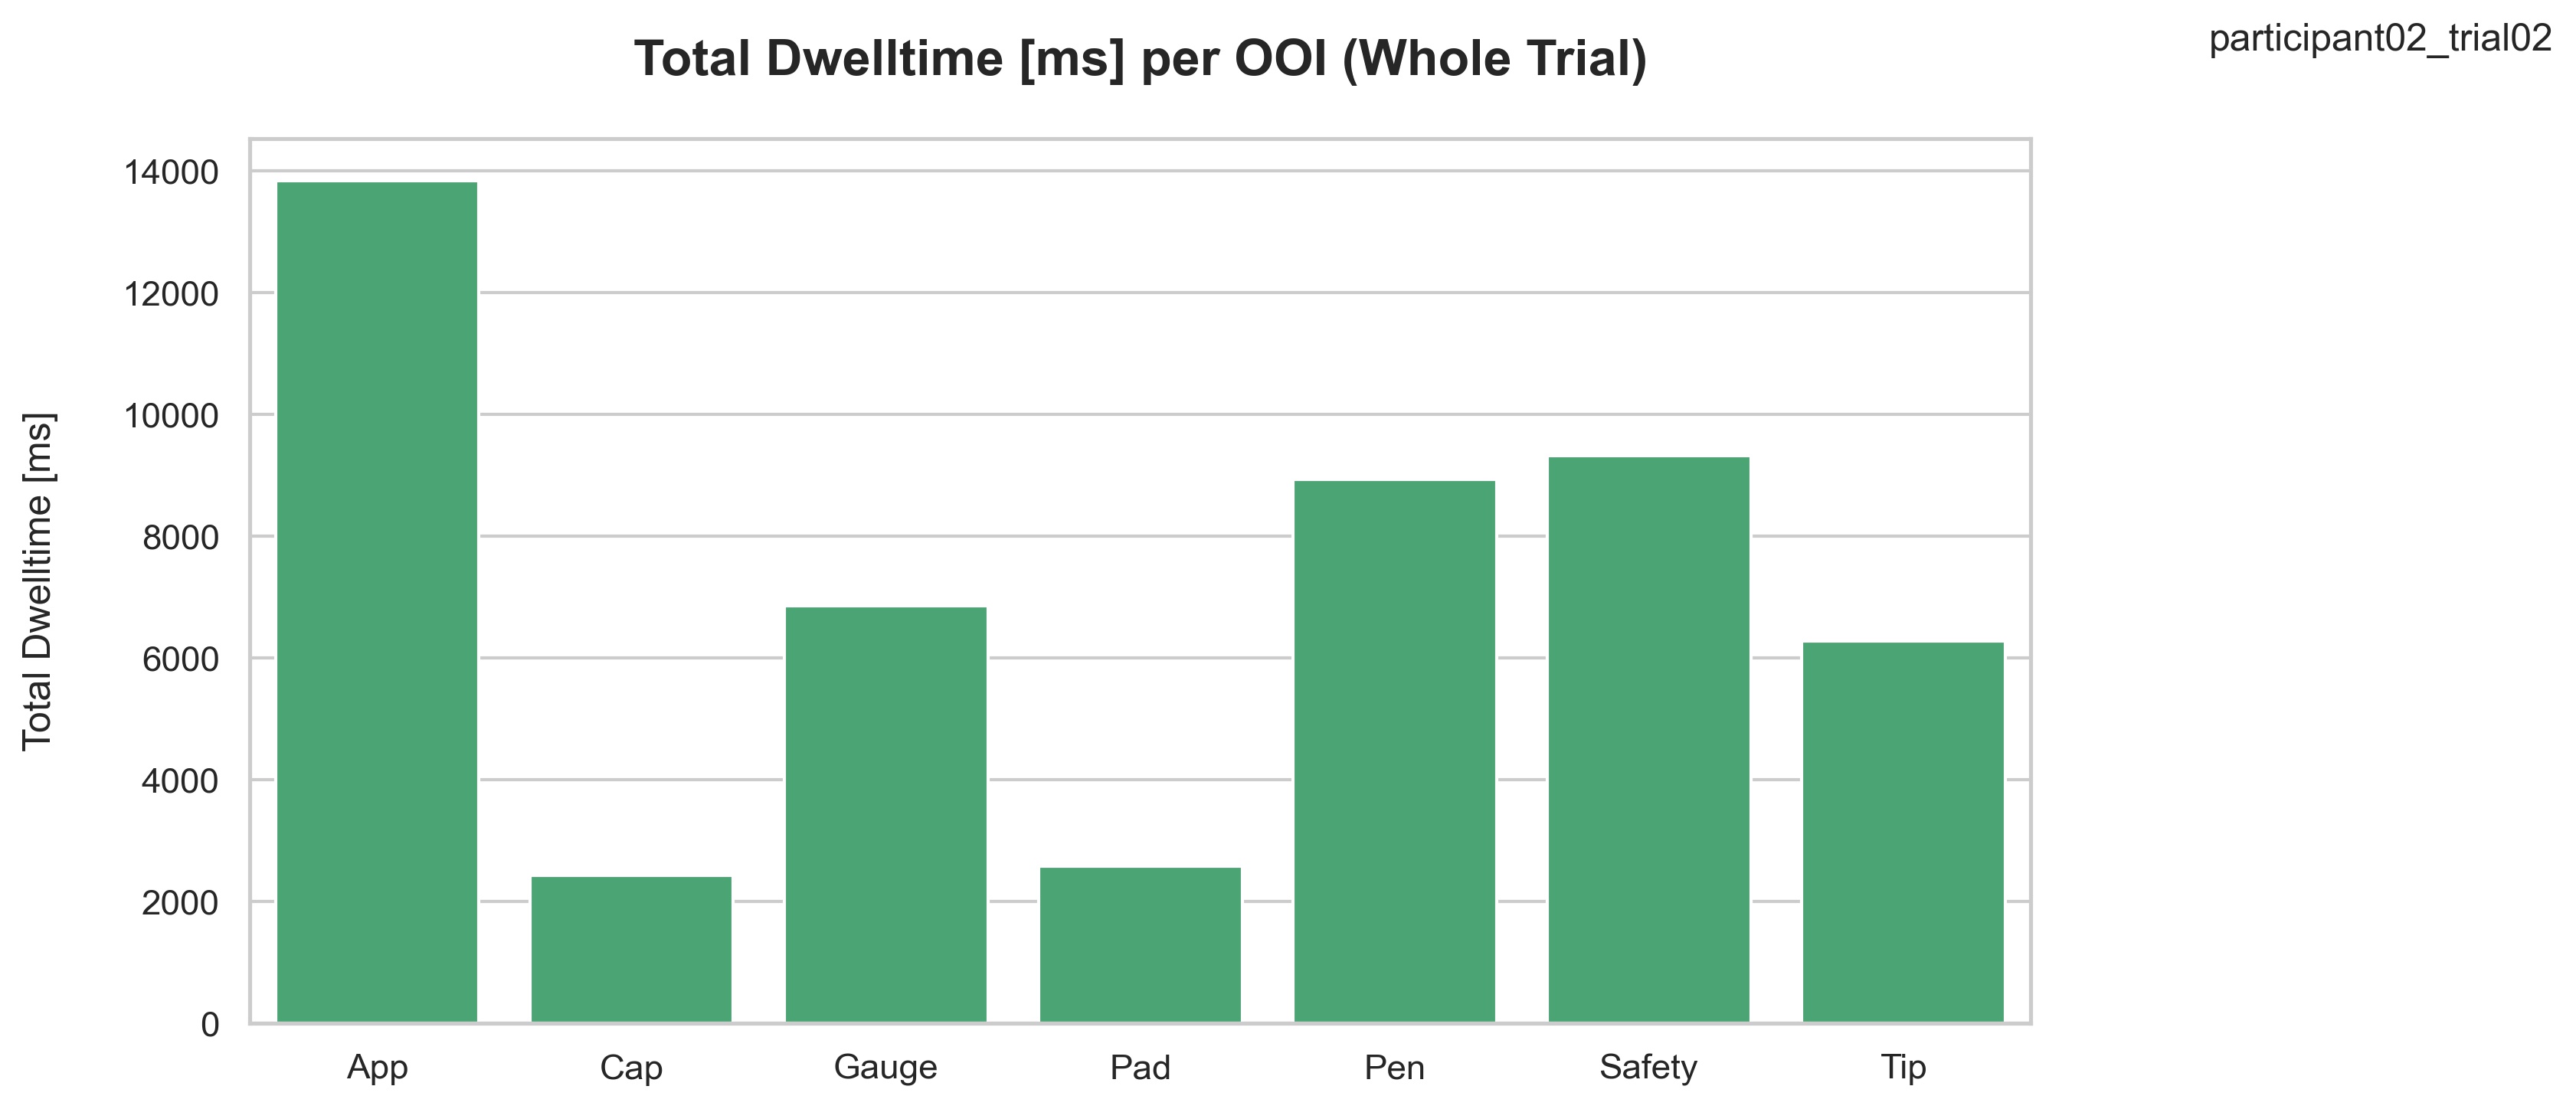 participant02_trial02
Total Dwelltime [ms] per OOI (Whole Trial)
Total Dwelltime [ms]
14000
12000
10000
8000
6000
4000
2000
0
App Cap Gauge Pad Pen Safety Tip